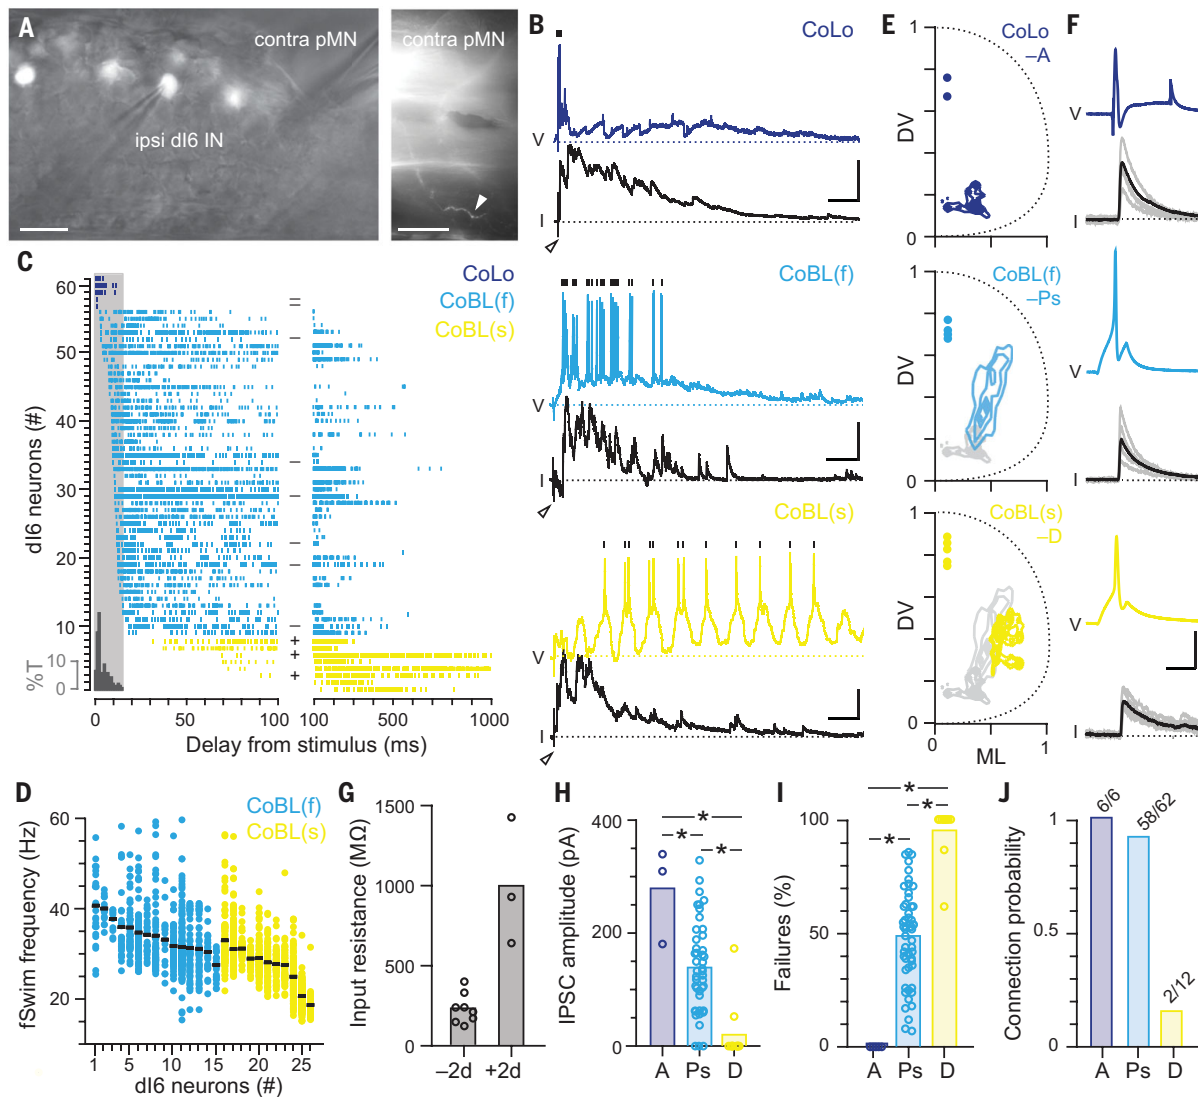 A
contra pMN
ipsi dI6 IN
contra pMN
B
CoLo
V
I
CoBL(f)
V
I
CoBL(s)
V
I
C
CoLo
CoBL(f)
CoBL(s)
dI6 neurons (#)
60
50
40
30
20
10
%T
10
0
–
–
–
–
–
–
–
–
+
+
+
0
50
100
100
500
1000
Delay from stimulus (ms)
D
CoBL(f)
CoBL(s)
fSwim frequency (Hz)
60
40
20
1
5
10
15
20
25
dI6 neurons (#)
E
CoLo
–A
DV
1
0
CoBL(f)
–Ps
DV
1
0
CoBL(s)
–D
DV
1
0
0
1
ML
F
V
I
V
I
V
I
G
Input resistance (MΩ)
1500
1000
500
0
–2d
+2d
H
IPSC amplitude (pA)
400
200
0
*
*
*
A
Ps
D
I
Failures (%)
100
50
0
*
*
*
A
Ps
D
J
Connection probability
1
0.5
0
6/6
58/62
2/12
A
Ps
D